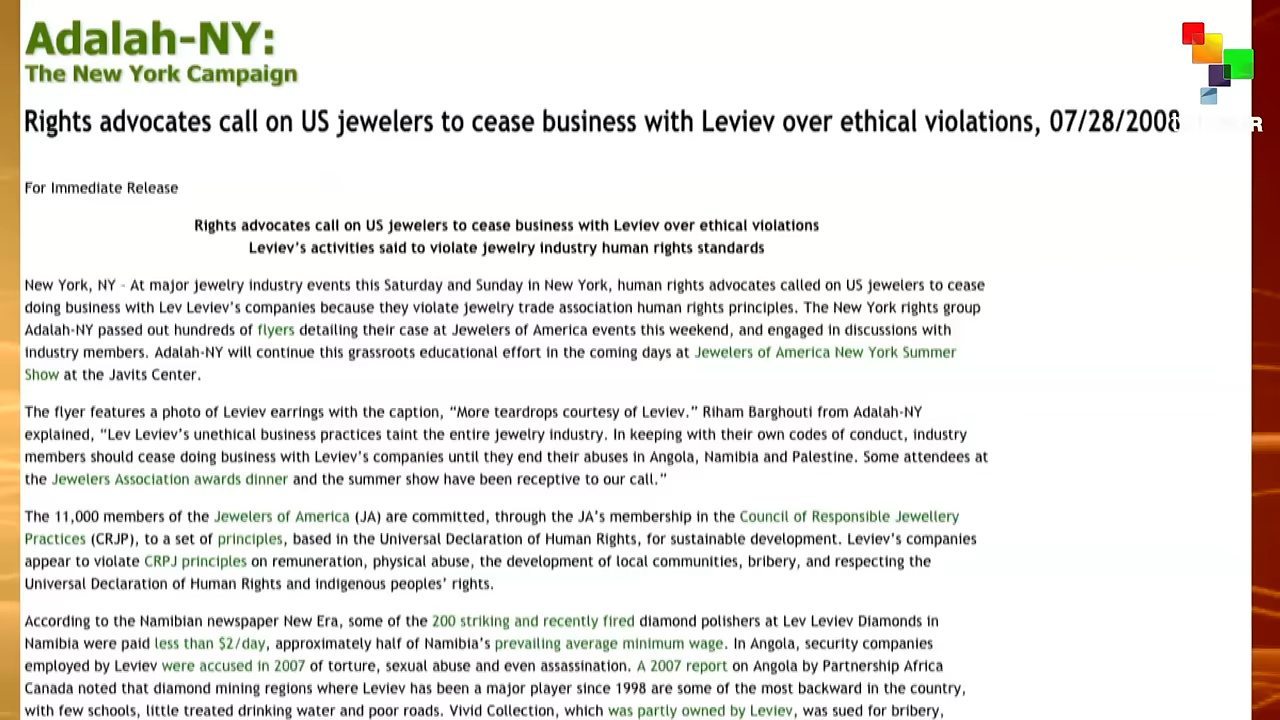 Adalah-NY:
The New York Campaign
Rights advocates call on US jewelers to cease business with Leviev over ethical violations, 07/28/2008
For Immediate Release
Rights advocates call on US jewelers to cease business with Leviev over ethical violations
Leviev's activities said to violate jewelry industry human rights standards
New York, NY - At major jewelry industry events this Saturday and Sunday in New York, human rights advocates called on US jewelers to cease
doing business with Lev Leviev's companies because they violate jewelry trade association human rights principles. The New York rights group
Adalah-NY passed out hundreds of flyers detailing their case at Jewelers of America events this weekend, and engaged in discussions with
industry members. Adalah-NY will continue this grassroots educational effort in the coming days at Jewelers of America New York Summer
Show at the Javits Center.
The flyer features a photo of Leviev earrings with the caption, “More teardrops courtesy of Leviev.” Riham Barghouti from Adalah-NY
explained, “Lev Leviev's unethical business practices taint the entire jewelry industry. In keeping with their own codes of conduct, industry
members should cease doing business with Leviev's companies until they end their abuses in Angola, Namibia and Palestine. Some attendees at
the Jewelers Association awards dinner and the summer show have been receptive to our call.”
The 11,000 members of the Jewelers of America (JA) are committed, through the JA's membership in the Council of Responsible Jewellery
Practices (CRJP), to a set of principles, based in the Universal Declaration of Human Rights, for sustainable development. Leviev's companies
appear to violate CRPJ principles on remuneration, physical abuse, the development of local communities, bribery, and respecting the
Universal Declaration of Human Rights and indigenous peoples' rights.
According to the Namibian newspaper New Era, some of the 200 striking and recently fired diamond polishers at Lev Leviev Diamonds in
Namibia were paid less than $2/day, approximately half of Namibia's prevailing average minimum wage. In Angola, security companies
employed by Leviev were accused in 2007 of torture, sexual abuse and even assassination. A 2007 report on Angola by Partnership Africa
Canada noted that diamond mining regions where Leviev has been a major player since 1998 are some of the most backward in the country,
with few schools, little treated drinking water and poor roads. Vivid Collection, which was partly owned by Leviev, was sued for bribery,